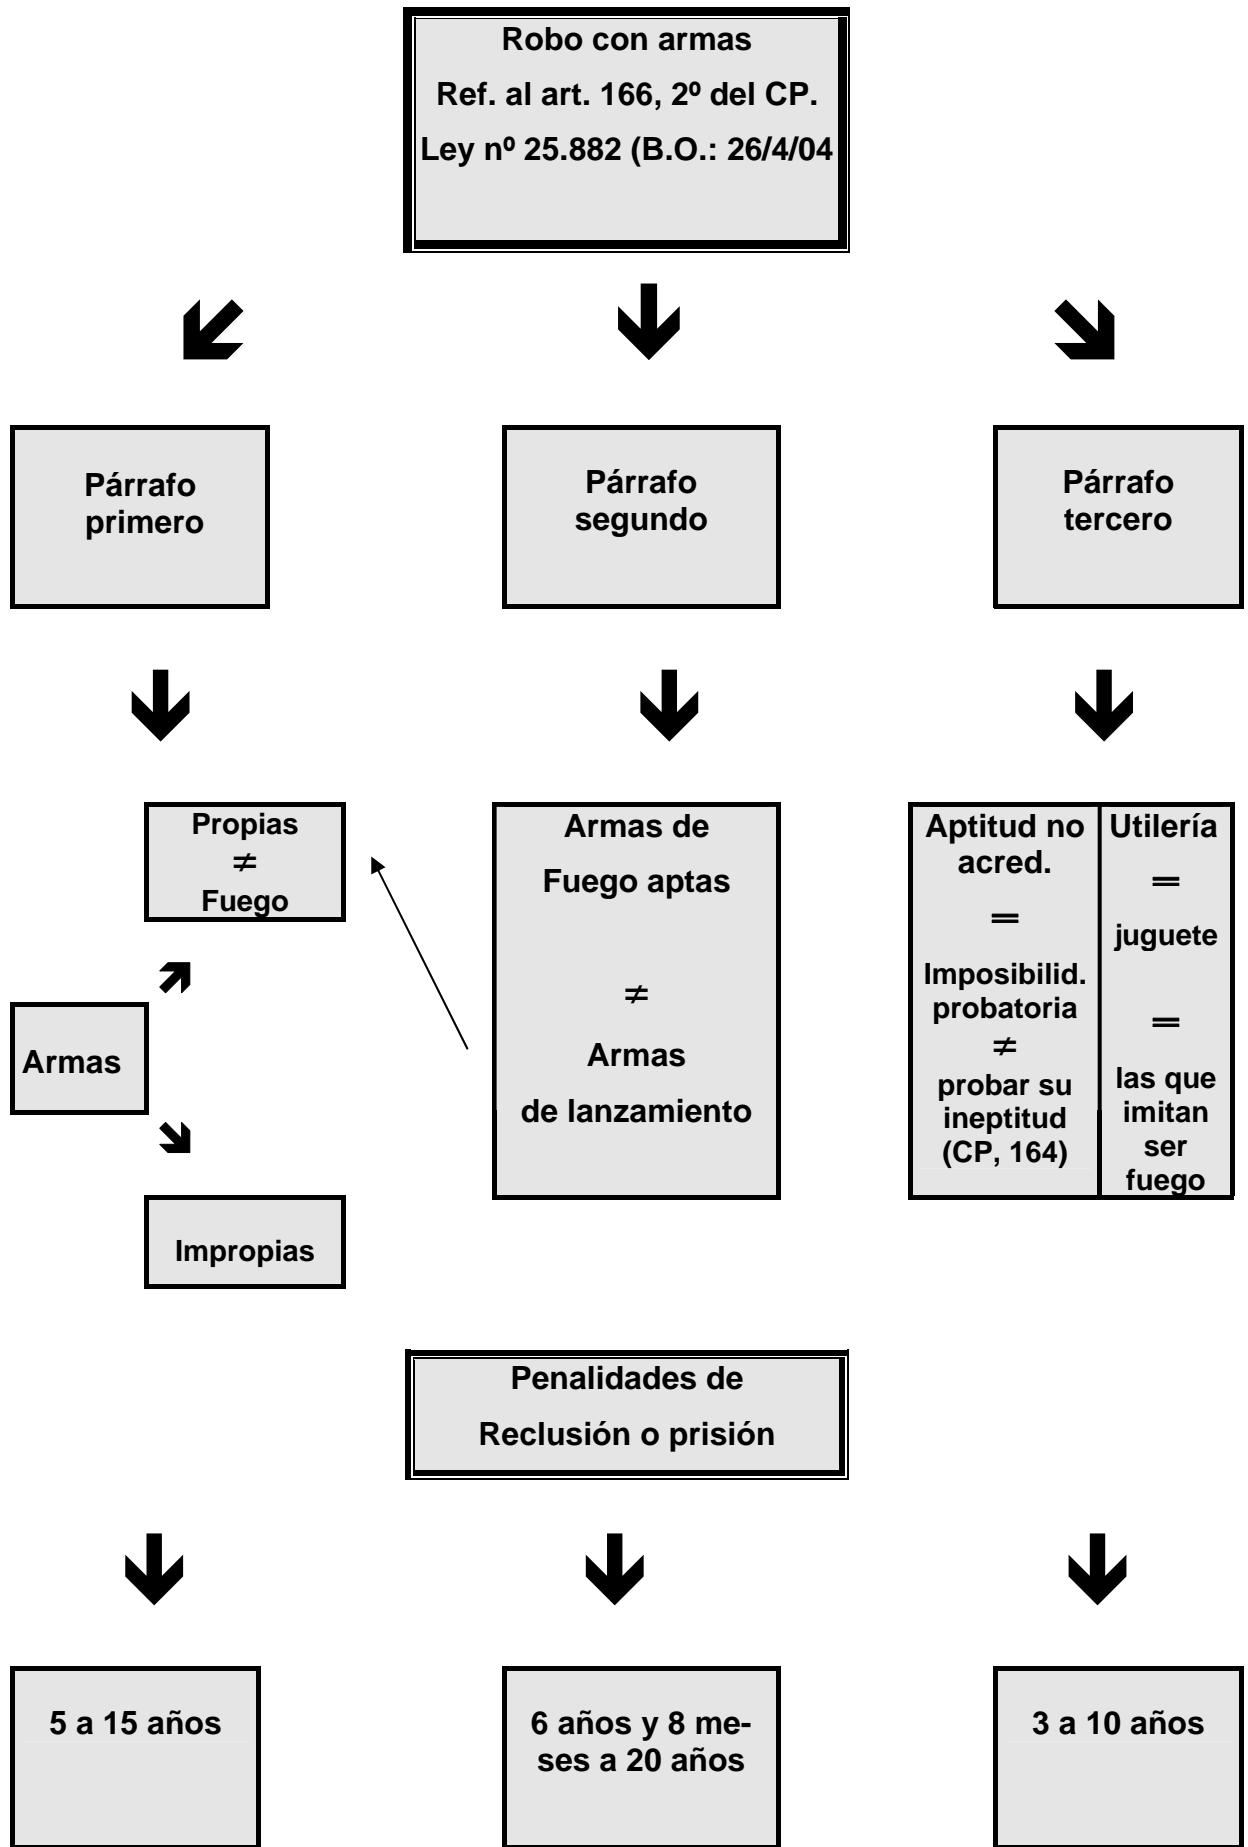 Robo con armas
Ref. al art. 166, 2º del CP.
Ley nº 25.882 (B.O.: 26/4/04
Párrafo
primero
Párrafo
segundo
Párrafo
tercero
Propias
≠
Fuego
Armas
Impropias
Armas de
Fuego aptas
≠
Armas
de lanzamiento
Aptitud no
acred.
=
Imposibilid.
probatoria
≠
probar su
ineptitud
(CP, 164)
Utilería
=
juguete
=
las que
imitan
ser
fuego
Penalidades de
Reclusión o prisión
5 a 15 años
6 años y 8 me-
ses a 20 años
3 a 10 años